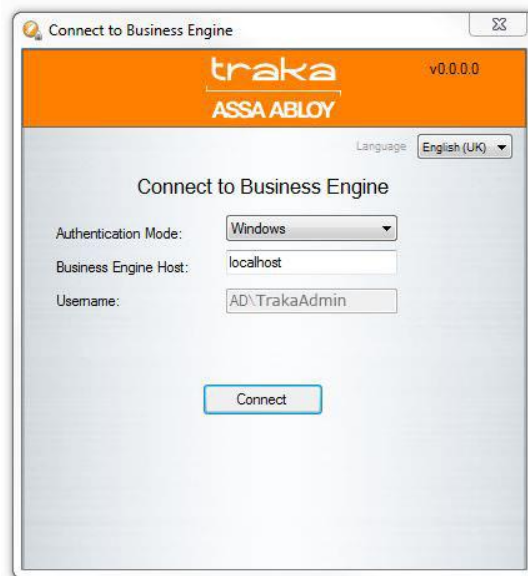 Connect to Business Engine
traka
v0.0.0.0
ASSA ABLOY
Language English (UK)
Connect to Business Engine
Authentication Mode: Windows
Business Engine Host: localhost
Username: AD\TrakaAdmin
Connect